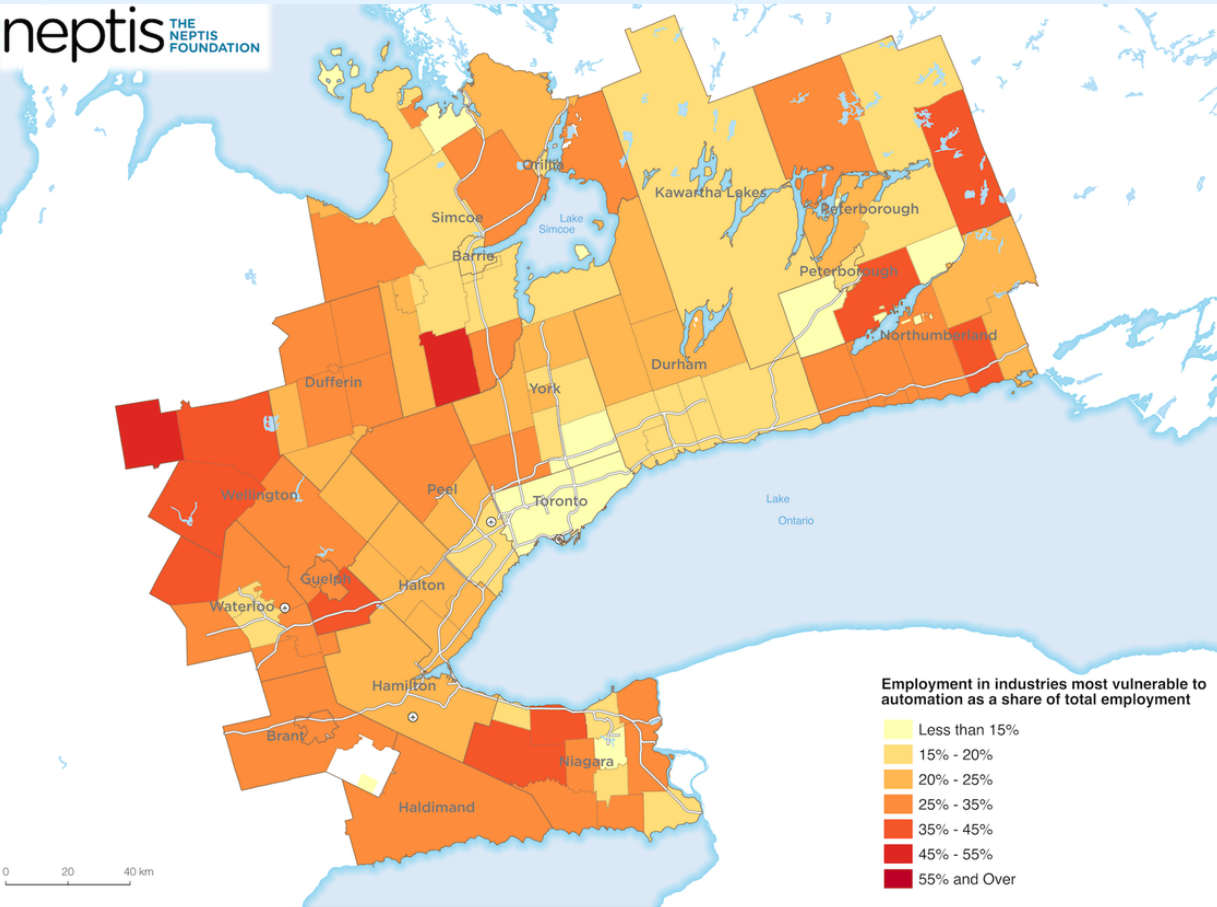 neptis THE
NEPTIS
FOUNDATION
Orillia
Kawartha Lakes
Simcoe
Lake
Simcoe
Peterborough
Barrie
Peterborough
Northumberland
Durham
Dufferin
York
Wellington
Peel
Toronto
Lake
Ontario
Guelph
Halton
Waterloo
Hamilton
Brant
Niagara
Haldimand
Employment in industries most vulnerable to
automation as a share of total employment
Less than 15%
15% - 20%
20% - 25%
25% - 35%
35% - 45%
45% - 55%
55% and Over
0 20 40 km